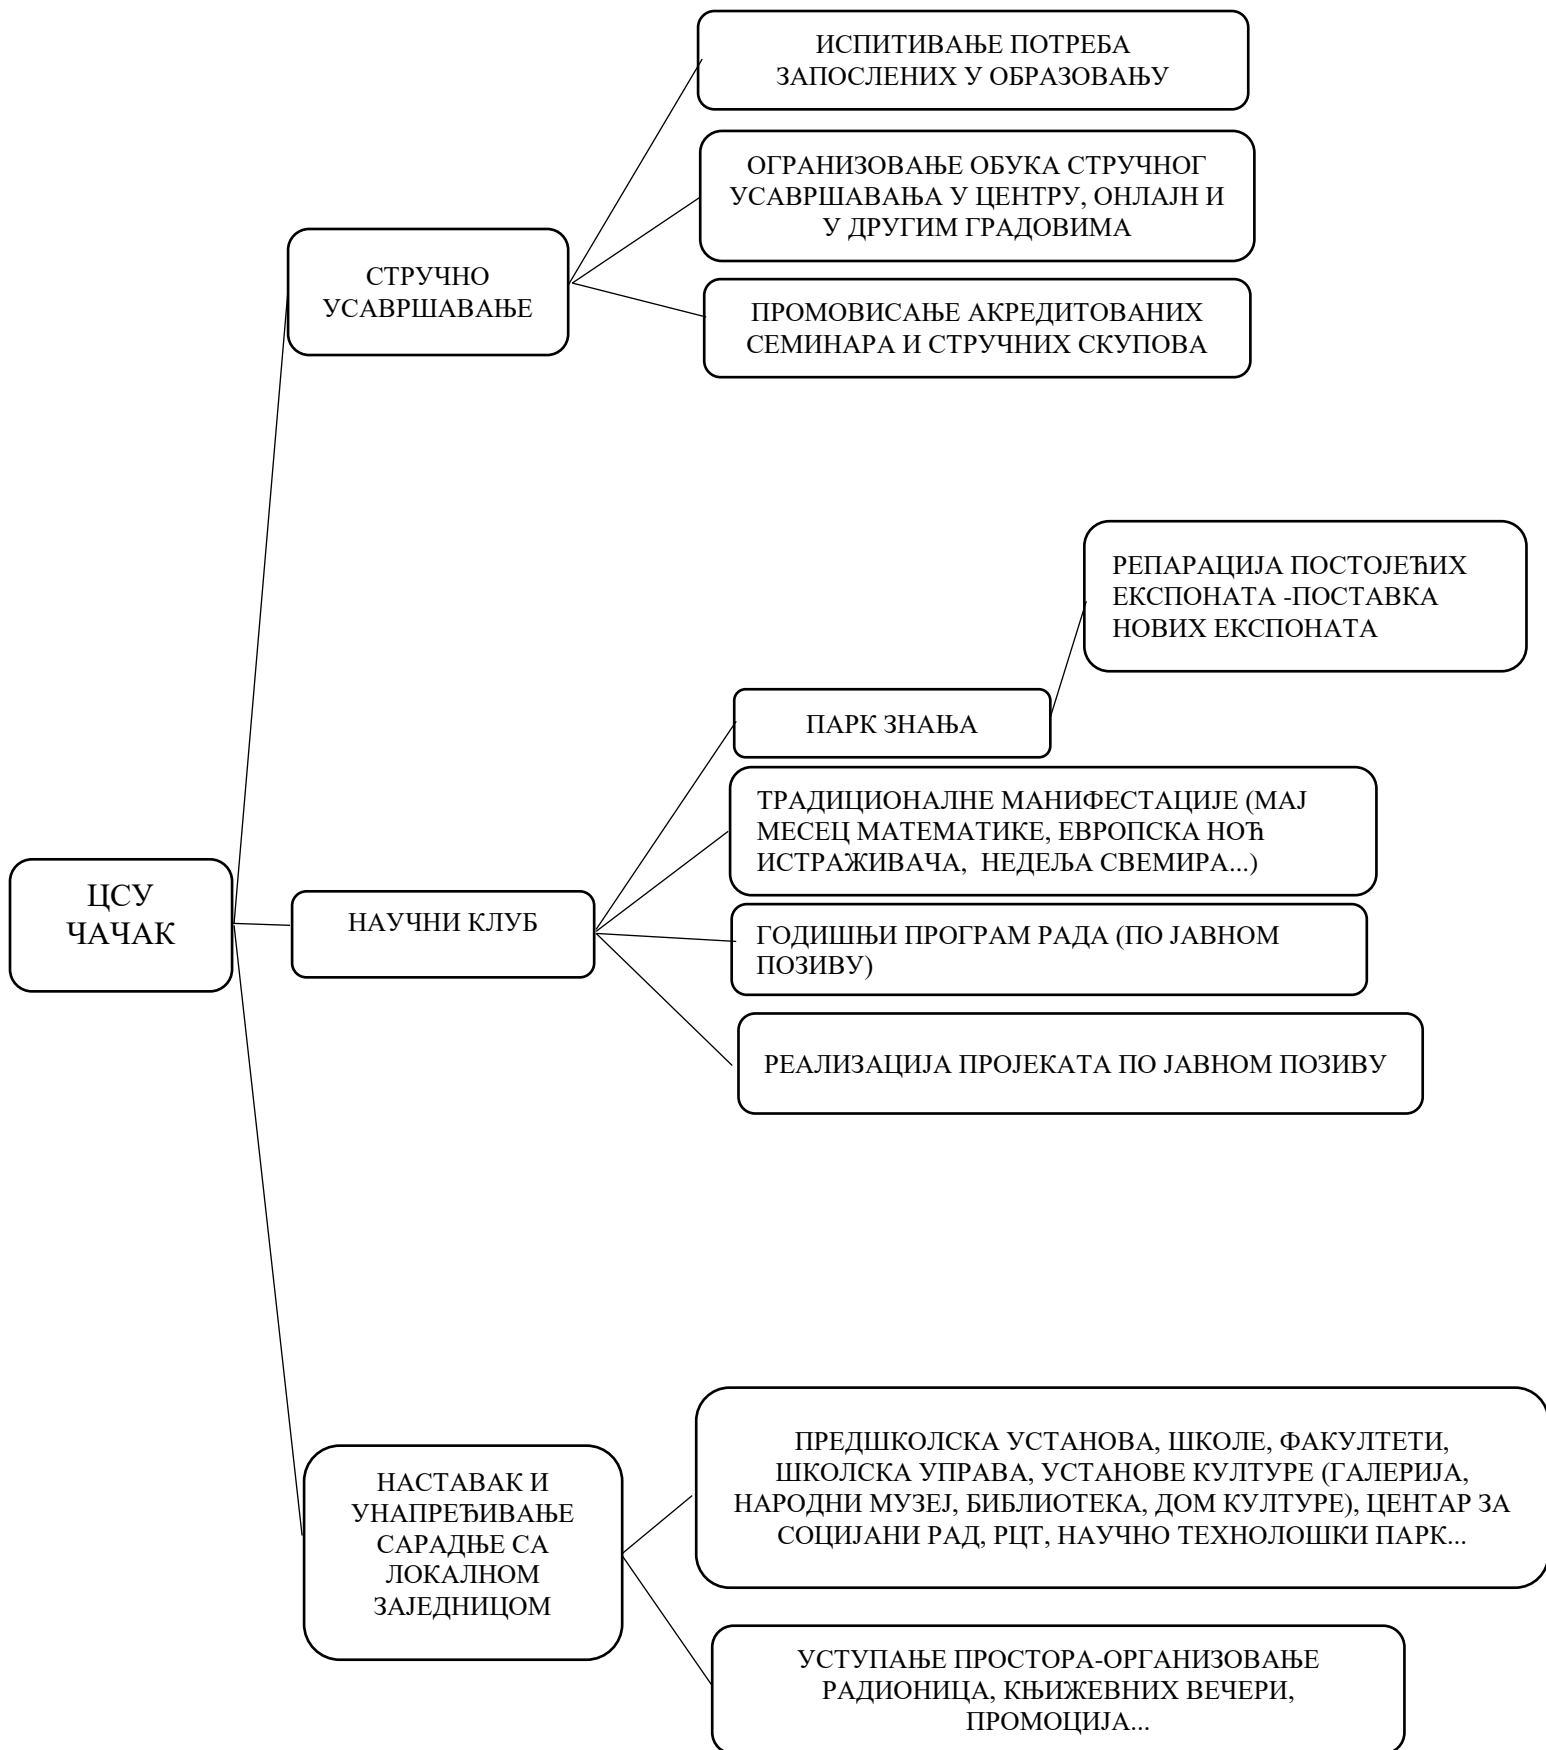 ИСПИТИВАЊЕ ПОТРЕБА
ЗАПОСЛЕНИХ У ОБРАЗОВАЊУ
ОГРАНИЗОВАЊЕ ОБУКА СТРУЧНОГ
УСАВРШАВАЊА У ЦЕНТРУ, ОНЛАЈН И
У ДРУГИМ ГРАДОВИМА
СТРУЧНО
УСАВРШАВАЊЕ
ПРОМОВИСАЊЕ АКРЕДИТОВАНИХ
СЕМИНАРА И СТРУЧНИХ СКУПОВА
РЕПАРАЦИЈА ПОСТОЈЕЋИХ
ЕКСПОНАТА -ПОСТАВКА
НОВИХ ЕКСПОНАТА
ПАРК ЗНАЊА
ТРАДИЦИОНАЛНЕ МАНИФЕСТАЦИЈЕ (МАЈ
МЕСЕЦ МАТЕМАТИКЕ, ЕВРОПСКА НОЋ
ИСТРАЖИВАЧА,  НЕДЕЉА СВЕМИРА...)
ЦСУ
ЧАЧАК
НАУЧНИ КЛУБ
ГОДИШЊИ ПРОГРАМ РАДА (ПО ЈАВНОМ
ПОЗИВУ)
РЕАЛИЗАЦИЈА ПРОЈЕКАТА ПО ЈАВНОМ ПОЗИВУ
НАСТАВАК И
УНАПРЕЂИВАЊЕ
САРАДЊЕ СА
ЛОКАЛНОМ
ЗАЈЕДНИЦОМ
ПРЕДШКОЛСКА УСТАНОВА, ШКОЛЕ, ФАКУЛТЕТИ,
ШКОЛСКА УПРАВА, УСТАНОВЕ КУЛТУРЕ (ГАЛЕРИЈА,
НАРОДНИ МУЗЕЈ, БИБЛИОТЕКА, ДОМ КУЛТУРЕ), ЦЕНТАР ЗА
СОЦИЈАНИ РАД, РЦТ, НАУЧНО ТЕХНОЛОШКИ ПАРК...
УСТУПАЊЕ ПРОСТОРА-ОРГАНИЗОВАЊЕ
РАДИОНИЦА, КЊИЖЕВНИХ ВЕЧЕРИ,
ПРОМОЦИЈА...